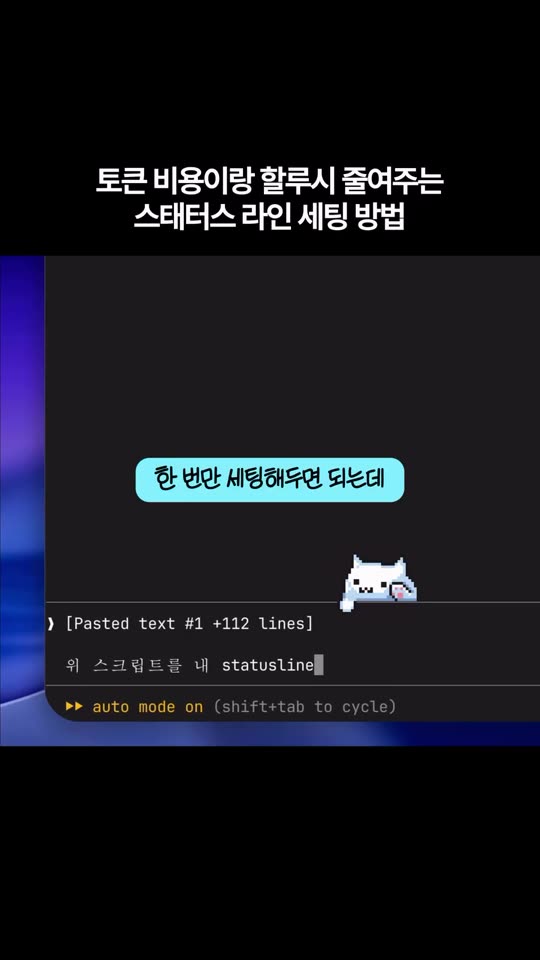 토큰 비용이랑 할루시 줄여주는
스태터스 라인 세팅 방법
한 번만 세팅해두면 되는데
❯ [Pasted text #1 +112 lines]
위 스크립트를 내 statusline
⏵⏵ auto mode on (shift+tab to cycle)